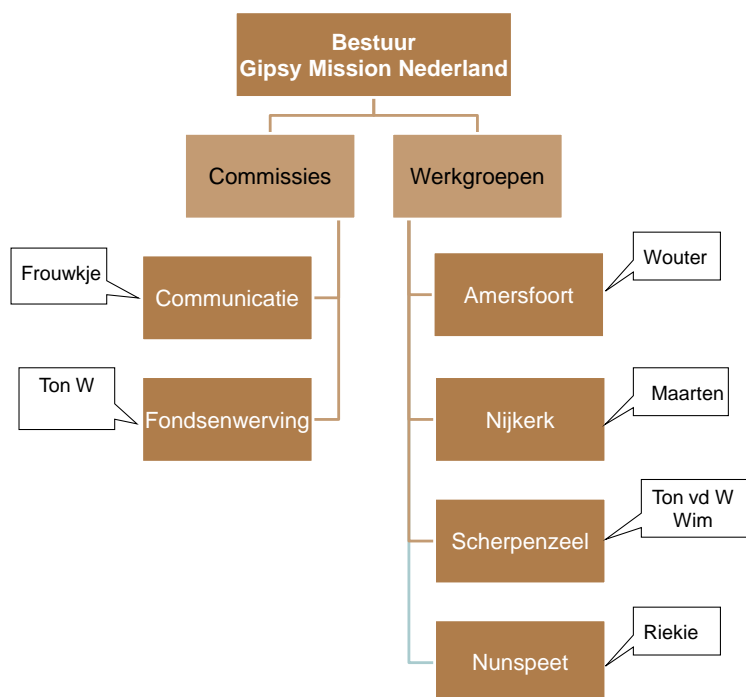 Bestuur
Gipsy Mission Nederland
Commissies
Werkgroepen
Frouwkje
Communicatie
Ton W
Fondsenwerving
Wouter
Amersfoort
Maarten
Nijkerk
Ton vd W
Wim
Scherpenzeel
Riekie
Nunspeet